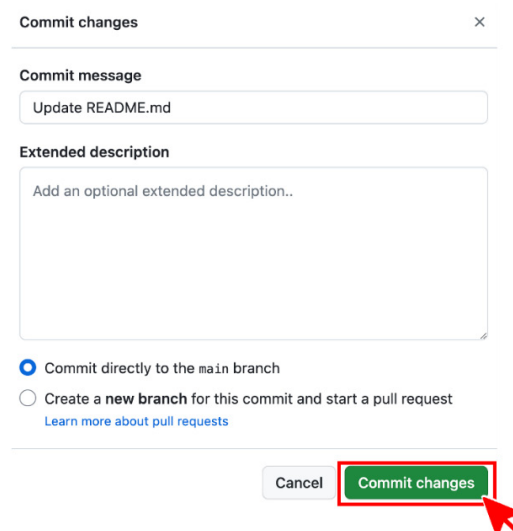 Commit changes
Commit message
Update README.md
Extended description
Add an optional extended description..
Commit directly to the main branch
Create a new branch for this commit and start a pull request
Learn more about pull requests
Cancel
Commit changes